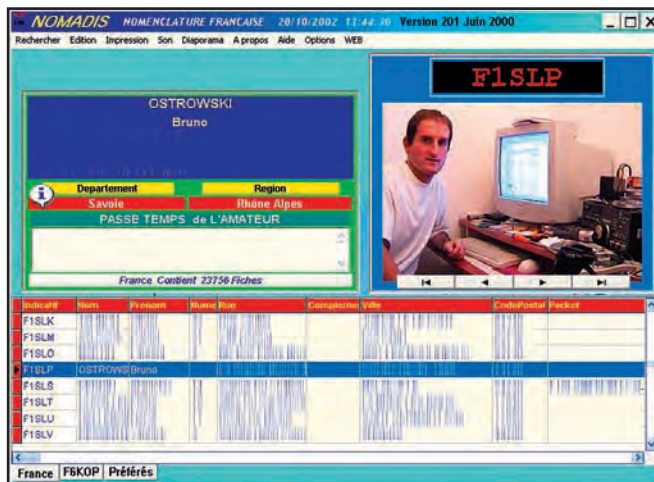 NOMADIS NOMENCLATURE FRANCAISE 20/10/2002 13:44:30 Version 201 Juin 2000
Rechercher Edition Impression Son Diaporama A propos Aide Options WEB
OSTROWSKI
Bruno
Departement Region
Savoie Rhône Alpes
PASSE TEMPS de L'AMATEUR
France Contient 23756 Fiches
F1SLP
Indicatif Nom Prenom Nume Rue Compleme Ville CodePostal Packet
F1SLK
F1SLM
F1SLO
F1SLP OSTROWS Bruno
F1SLS
F1SLT
F1SLU
F1SLV
France F6KOP Préférés